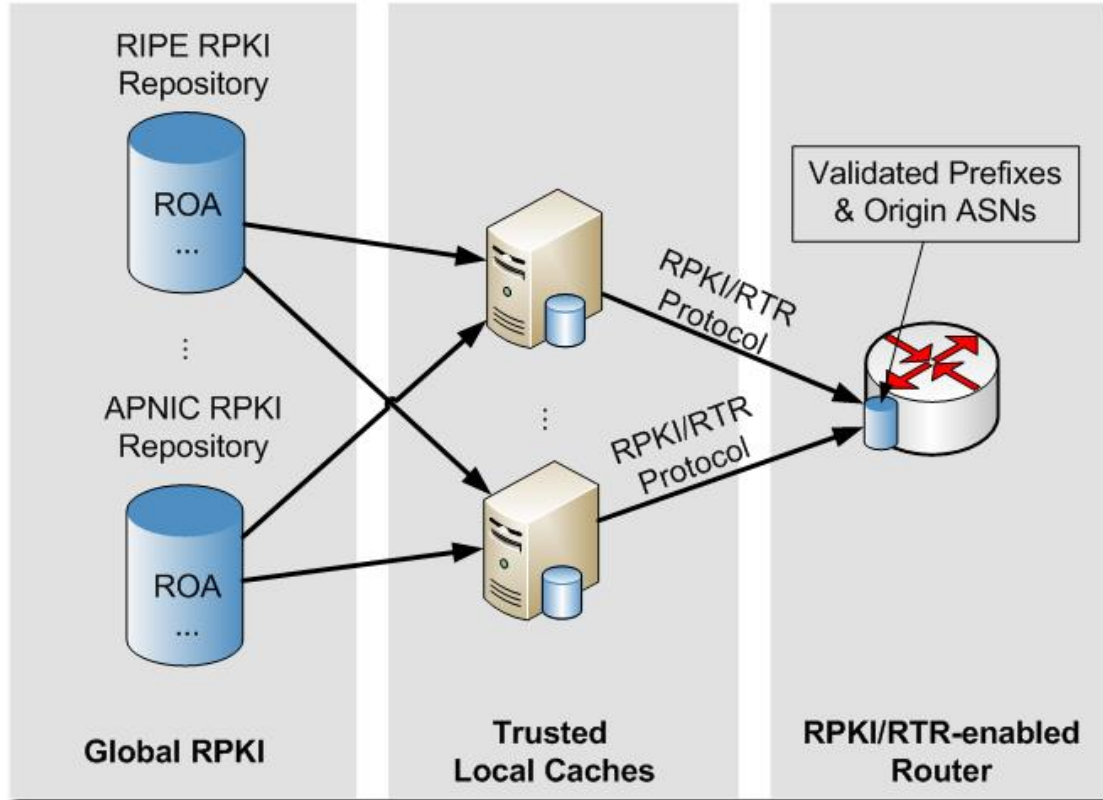 RIPE RPKI
Repository
ROA
...
⋮
APNIC RPKI
Repository
ROA
...
Global RPKI
⋮
RPKI/RTR
Protocol
RPKI/RTR
Protocol
Trusted
Local Caches
Validated Prefixes
& Origin ASNs
RPKI/RTR-enabled
Router